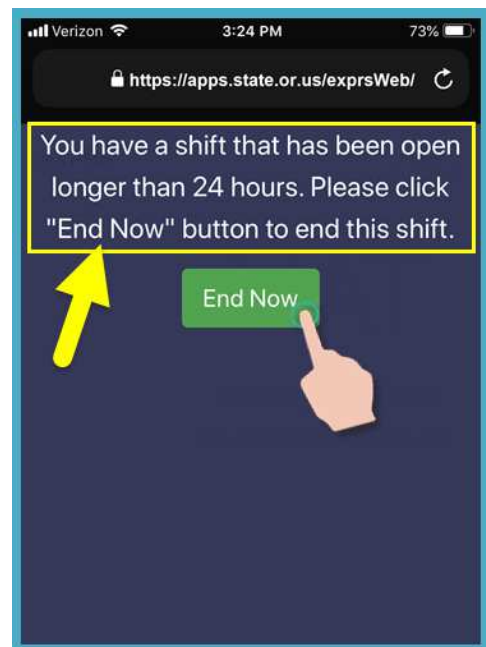 Verizon 3:24 PM 73%
https://apps.state.or.us/exprsWeb/
You have a shift that has been open
longer than 24 hours. Please click
"End Now" button to end this shift.
End Now